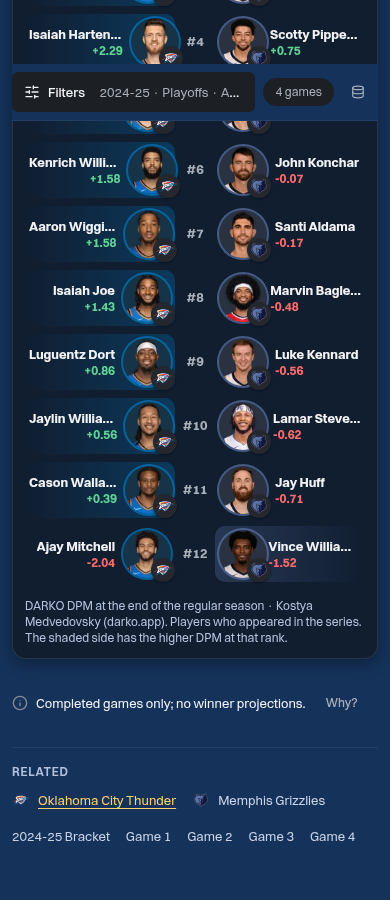 Isaiah Harten... #4 Scotty Pippe...
+2.29 +0.75
Filters 2024-25 · Playoffs · A... 4 games
Kenrich Willi... #6 John Konchar
+1.58 -0.07
Aaron Wiggi... #7 Santi Aldama
+1.58 -0.17
Isaiah Joe #8 Marvin Bagle...
+1.43 -0.48
Luguentz Dort #9 Luke Kennard
+0.86 -0.56
Jaylin Willia... #10 Lamar Steve...
+0.56 -0.62
Cason Walla... #11 Jay Huff
+0.39 -0.71
Ajay Mitchell #12 Vince Willia...
-2.04 -1.52
DARKO DPM at the end of the regular season · Kostya
Medvedovsky (darko.app). Players who appeared in the series.
The shaded side has the higher DPM at that rank.
Completed games only; no winner projections. Why?
RELATED
Oklahoma City Thunder Memphis Grizzlies
2024-25 Bracket Game 1 Game 2 Game 3 Game 4